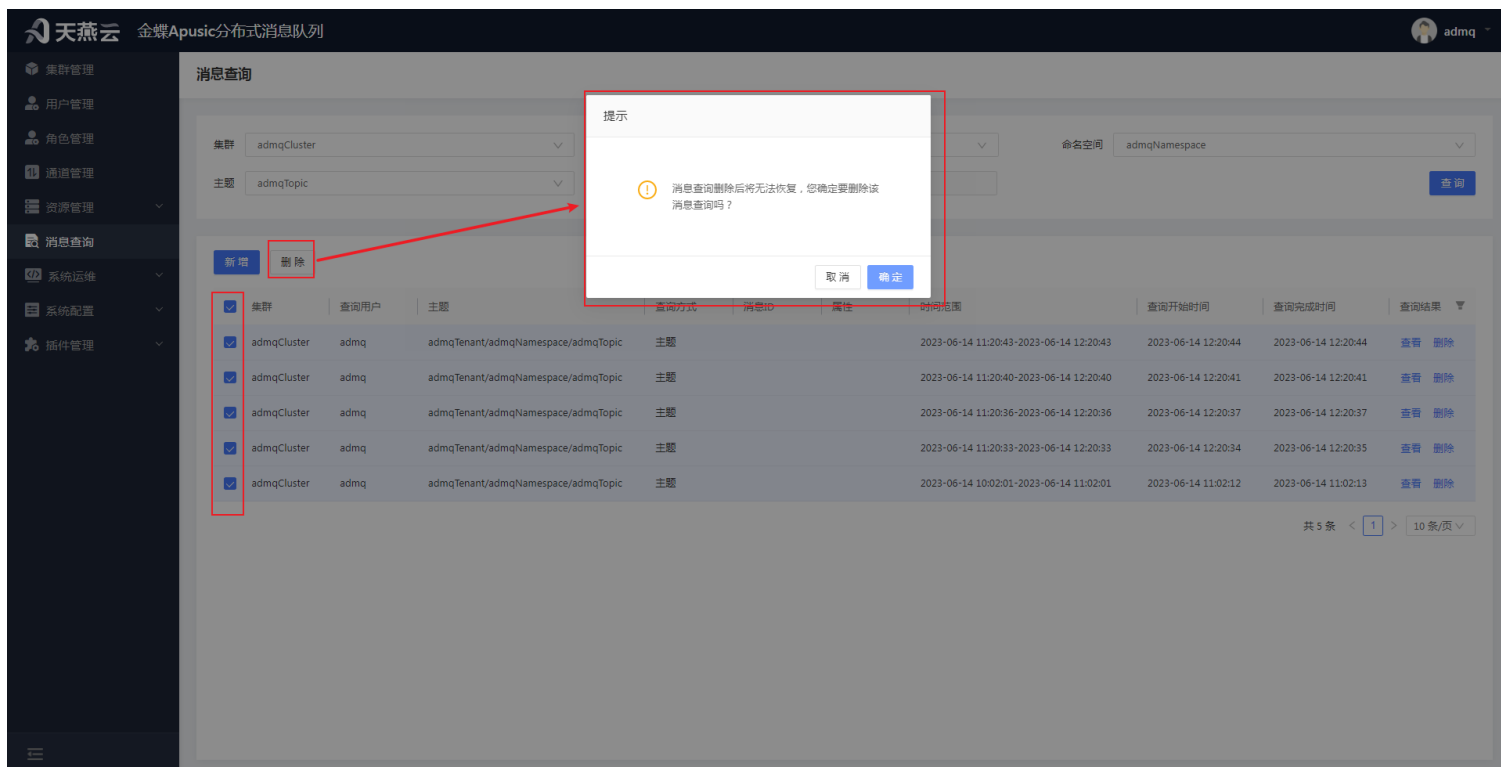 天燕云 金蝶Apusic分布式消息队列 admq
集群管理
用户管理
角色管理
通道管理
资源管理
消息查询
系统运维
系统配置
插件管理
消息查询
集群 admqCluster 命名空间 admqNamespace
主题 admqTopic 查询
新增 删除
提示
消息查询删除后将无法恢复，您确定要删除该
消息查询吗？
取消 确定
集群 查询用户 主题 查询方式 消息ID 属性 时间范围 查询开始时间 查询完成时间 查询结果
admqCluster admq admqTenant/admqNamespace/admqTopic 主题 2023-06-14 11:20:43-2023-06-14 12:20:43 2023-06-14 12:20:44 2023-06-14 12:20:44 查看 删除
admqCluster admq admqTenant/admqNamespace/admqTopic 主题 2023-06-14 11:20:40-2023-06-14 12:20:40 2023-06-14 12:20:41 2023-06-14 12:20:41 查看 删除
admqCluster admq admqTenant/admqNamespace/admqTopic 主题 2023-06-14 11:20:36-2023-06-14 12:20:36 2023-06-14 12:20:37 2023-06-14 12:20:37 查看 删除
admqCluster admq admqTenant/admqNamespace/admqTopic 主题 2023-06-14 11:20:33-2023-06-14 12:20:33 2023-06-14 12:20:34 2023-06-14 12:20:35 查看 删除
admqCluster admq admqTenant/admqNamespace/admqTopic 主题 2023-06-14 10:02:01-2023-06-14 11:02:01 2023-06-14 11:02:12 2023-06-14 11:02:13 查看 删除
共 5 条 < 1 > 10 条/页